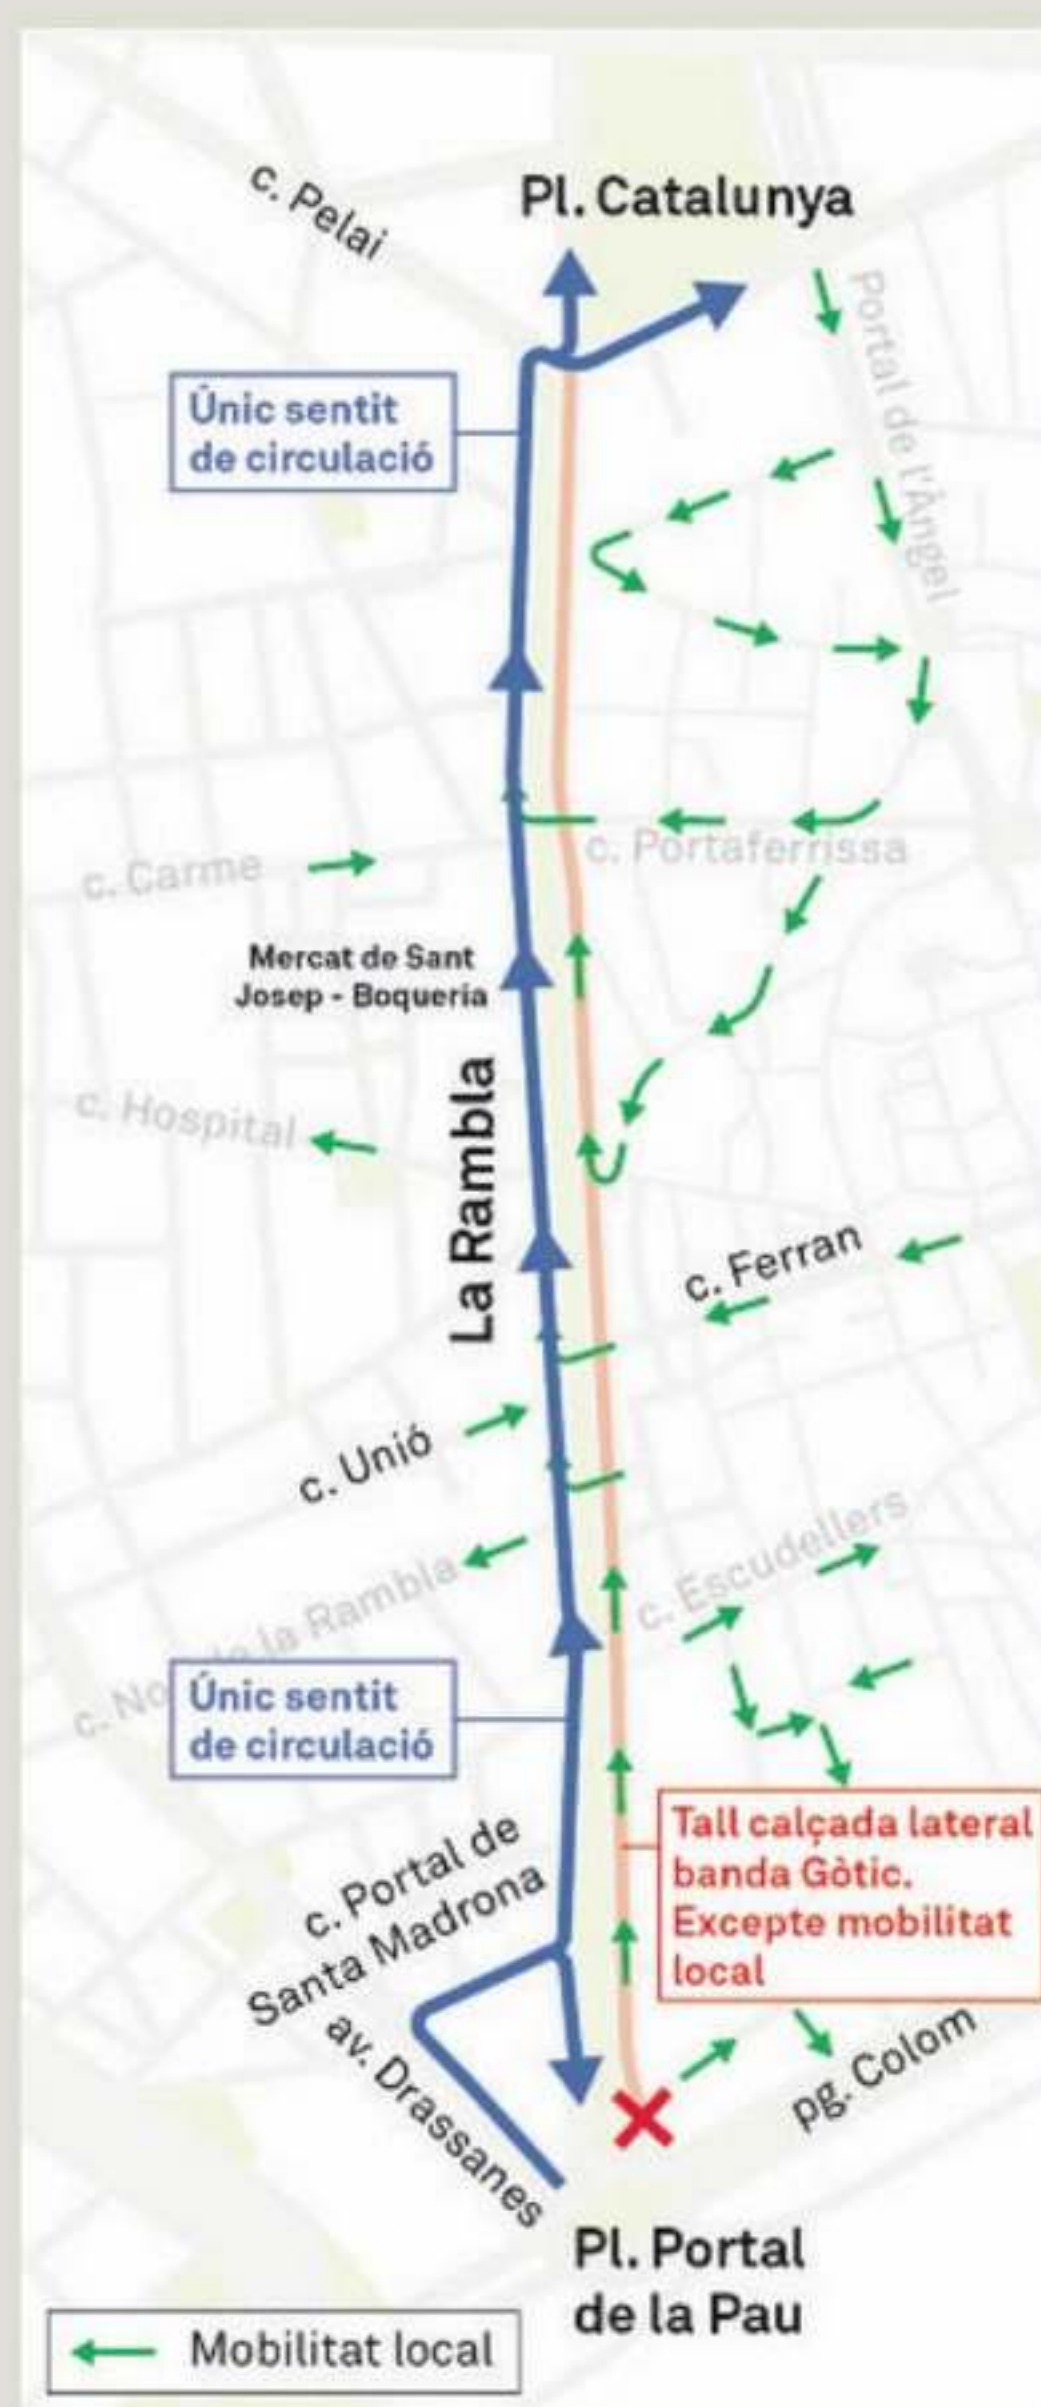 c. Pelai
Pl. Catalunya
Portal de l'Àngel
Únic sentit
de circulació
c. Portaferrissa
c. Carme
Mercat de Sant
Josep - Boqueria
La Rambla
c. Hospital
c. Ferran
c. Unió
c. Escudellers
c. No de la Rambla
Únic sentit
de circulació
Tall calçada lateral
banda Gòtic.
Excepte mobilitat
local
c. Portal de
Santa Madrona
av. Drassanes
pg. Colom
Pl. Portal
de la Pau
Mobilitat local